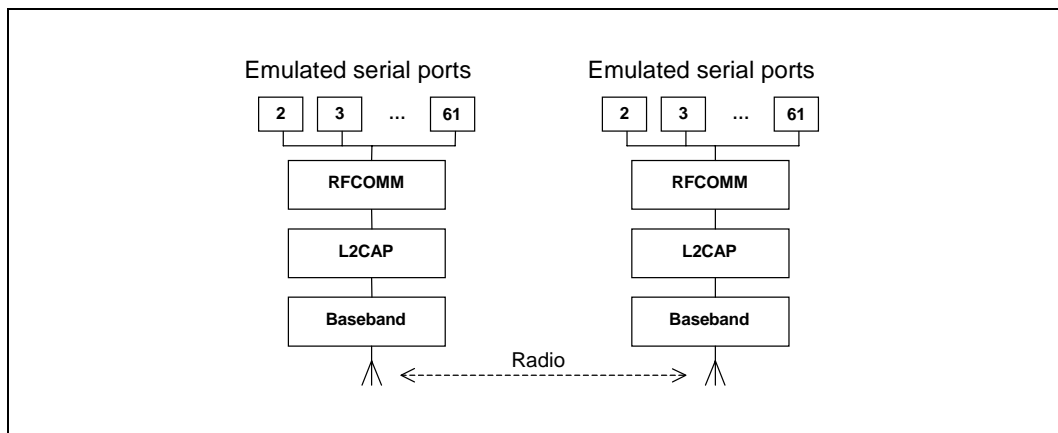 Emulated serial ports
Emulated serial ports
2 3 … 61
2 3 … 61
RFCOMM
RFCOMM
L2CAP
L2CAP
Baseband
Baseband
Radio